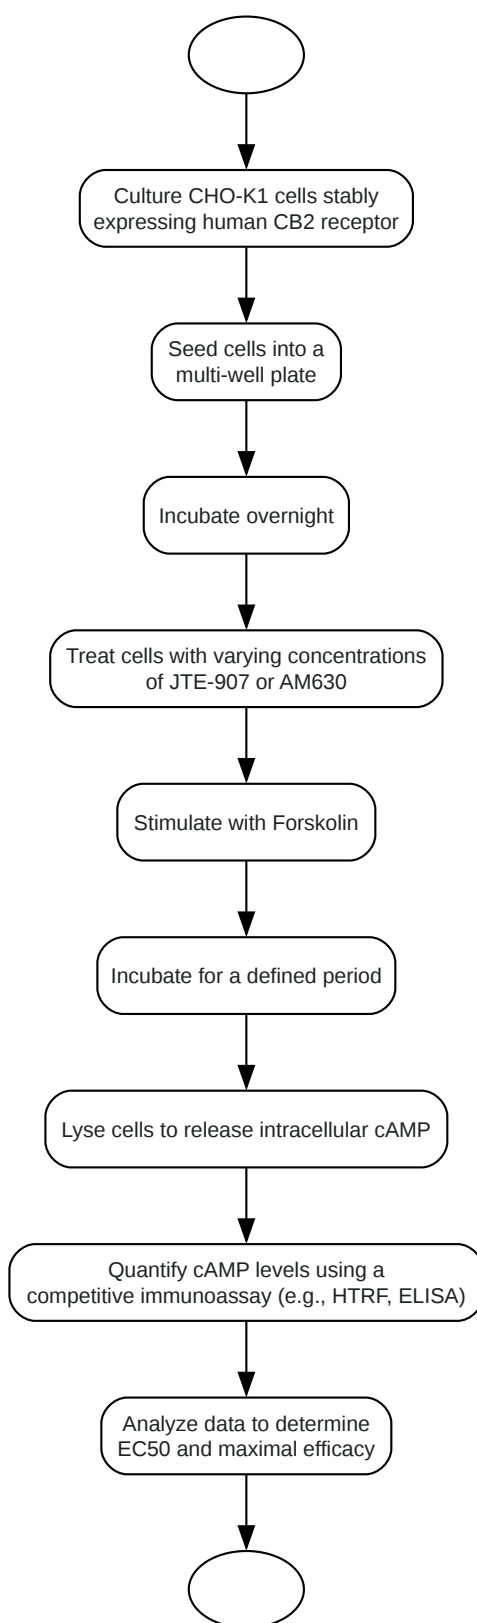 Culture CHO-K1 cells stably
expressing human CB2 receptor
Seed cells into a
multi-well plate
Incubate overnight
Treat cells with varying concentrations
of JTE-907 or AM630
Stimulate with Forskolin
Incubate for a defined period
Lyse cells to release intracellular cAMP
Quantify cAMP levels using a
competitive immunoassay (e.g., HTRF, ELISA)
Analyze data to determine
EC50 and maximal efficacy